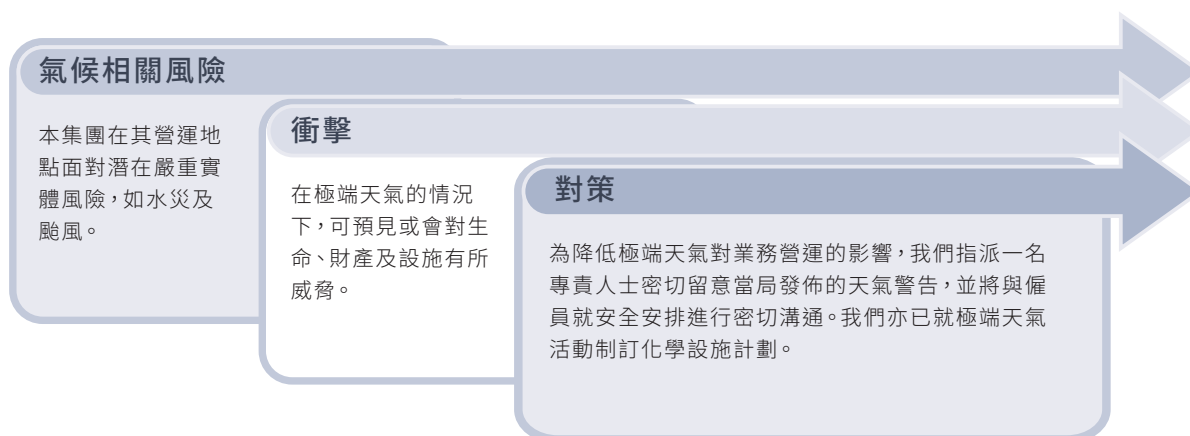 氣候相關風險
本集團在其營運地
點面對潛在嚴重實
體風險，如水災及
颱風。
衝擊
在極端天氣的情況
下，可預見或會對生
命、財產及設施有所
威脅。
對策
為降低極端天氣對業務營運的影響，我們指派一名
專責人士密切留意當局發佈的天氣警告，並將與僱
員就安全安排進行密切溝通。我們亦已就極端天氣
活動制訂化學設施計劃。